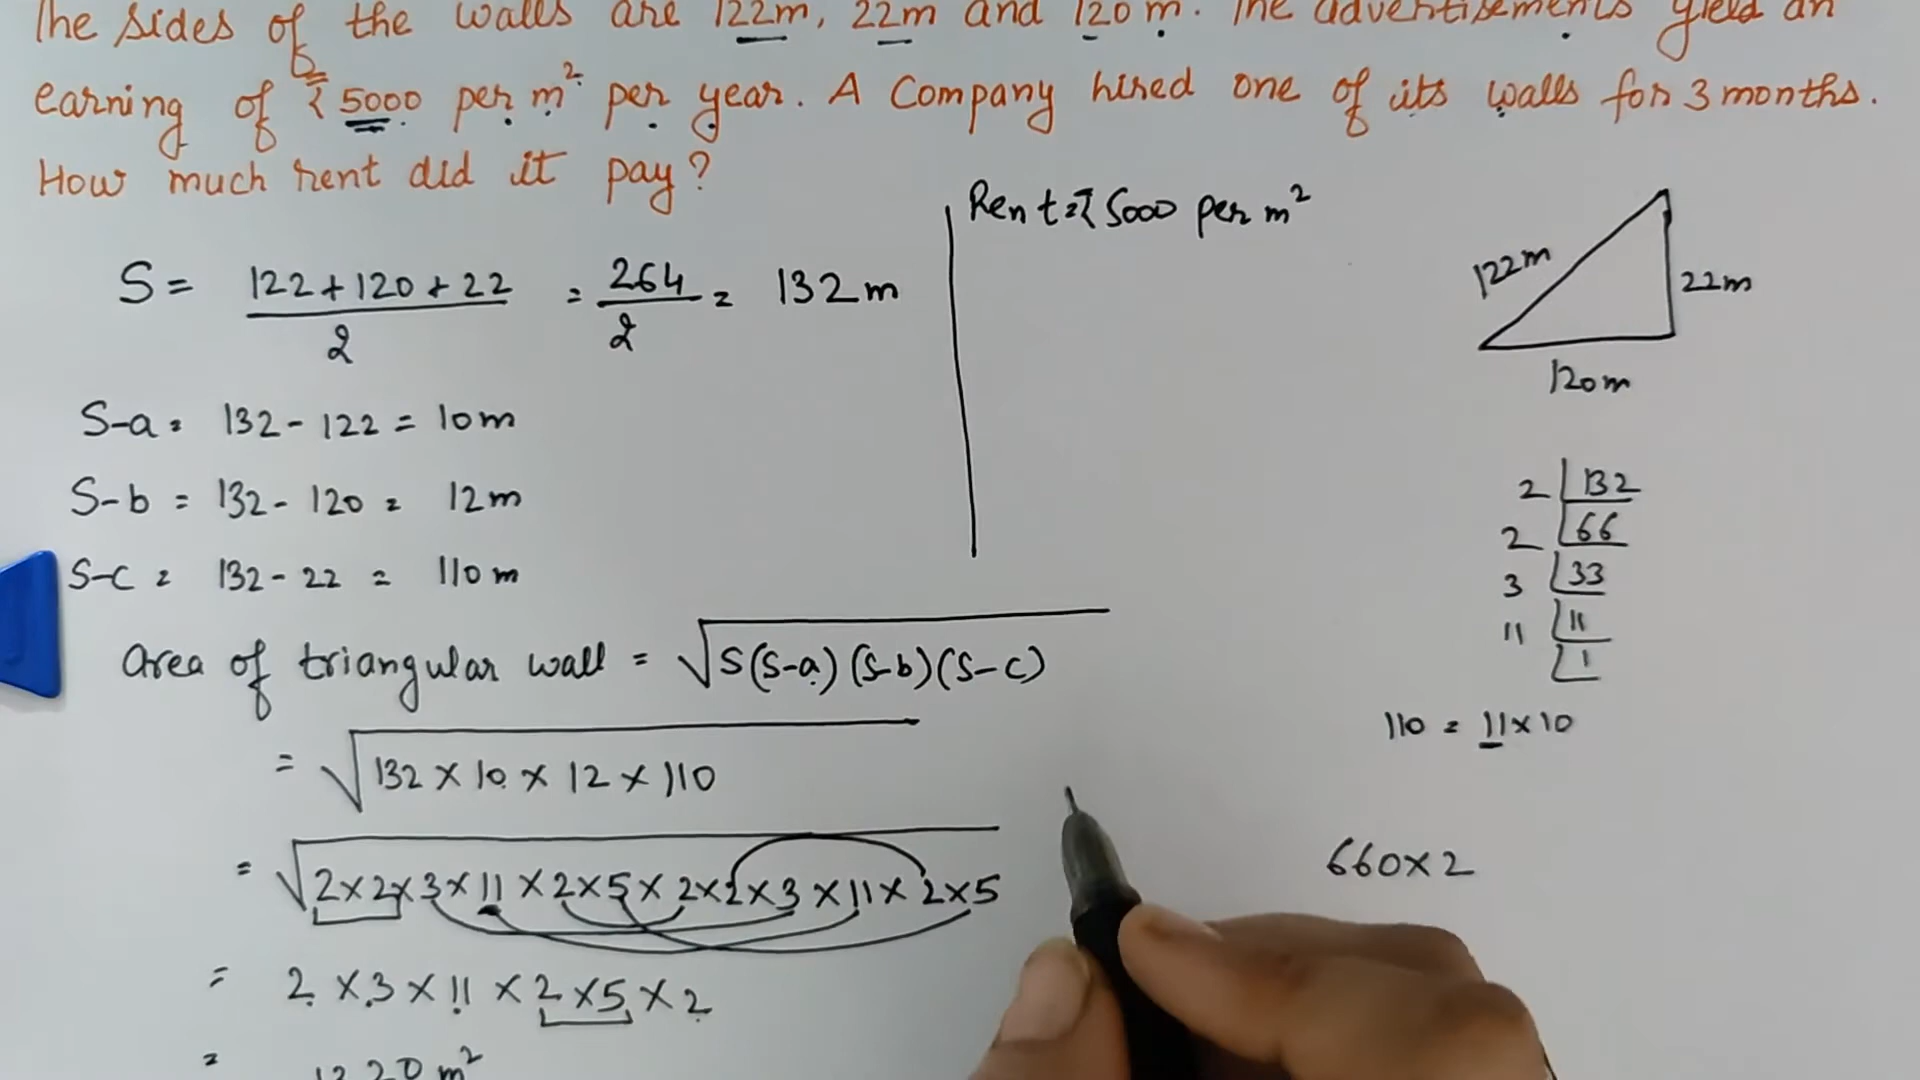 The sides of the walls are 122m, 22m and 120m. The advertisements yield an
earning of ₹ 5000 per m² per year. A Company hired one of its walls for 3 months.
How much rent did it pay?
S = 122+120+22 / 2 = 264 / 2 = 132m
S-a = 132 - 122 = 10m
S-b = 132 - 120 = 12m
S-c = 132 - 22 = 110m
Rent = ₹ 5000 per m²
122m
22m
120m
2 | 132
2 | 66
3 | 33
11 | 11
| 1
110 = 11 × 10
area of triangular wall = √S(S-a)(S-b)(S-c)
= √132 × 10 × 12 × 110
= √2×2×3×11×2×5×2×2×3×11×2×5
660×2
= 2×3×11×2×5×2
= 1320 m²